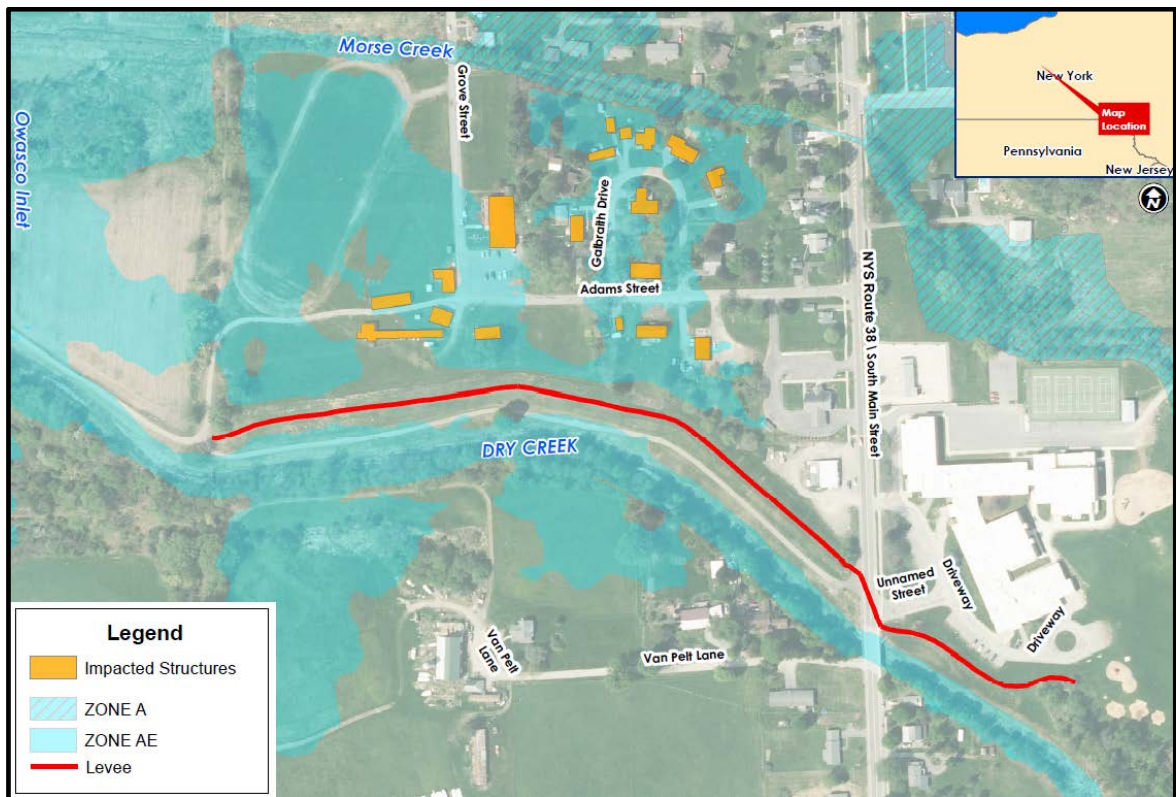 Morse Creek
Owasco Inlet
Grove Street
Galbraith Drive
Adams Street
NYS Route 38 \ South Main Street
DRY CREEK
Unnamed
Street
Driveway
Driveway
Van Pelt
Lane
Van Pelt Lane
New York
Map
Location
Pennsylvania
New Jersey
N
Legend
Impacted Structures
ZONE A
ZONE AE
Levee